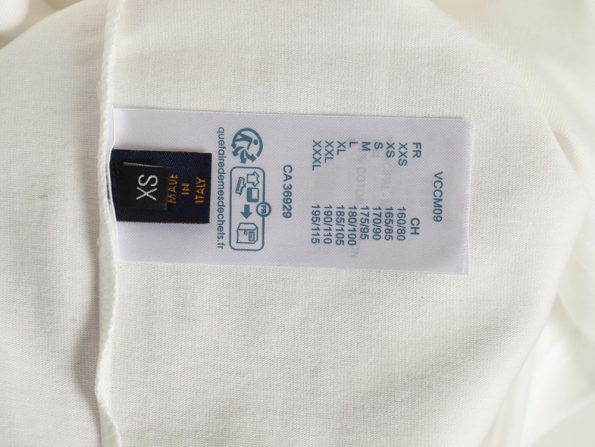 VCCM09
FR CH
XXS 160/80
XS 165/85
S 170/90
M 175/95
L 180/100
XL 185/105
XXL 190/110
XXXL 195/115
CA 36929
quefairedemesdechets.fr
XS
MADE
IN
ITALY